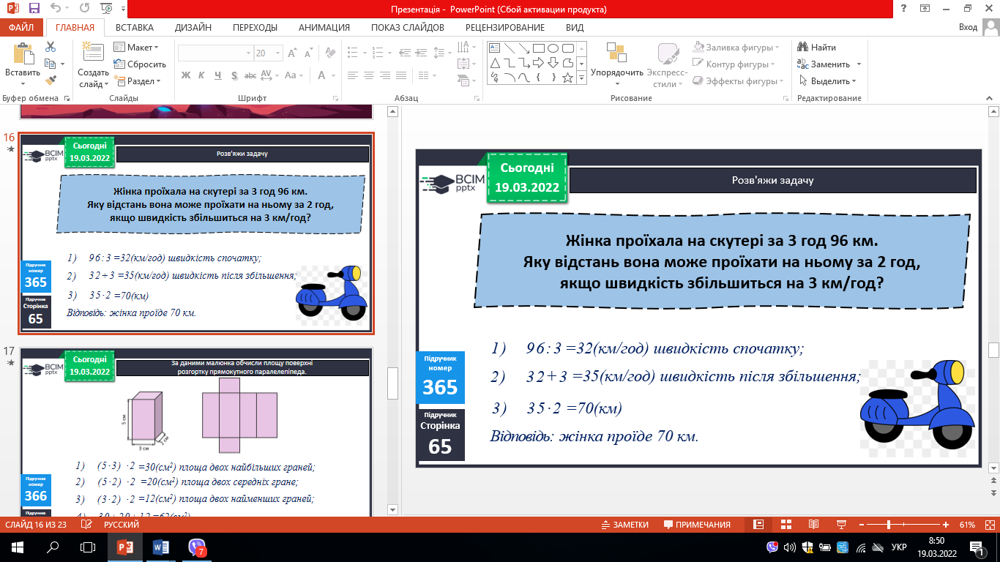 Презентація - PowerPoint (Сбой активации продукта)
ФАЙЛ ГЛАВНАЯ ВСТАВКА ДИЗАЙН ПЕРЕХОДЫ АНИМАЦИЯ ПОКАЗ СЛАЙДОВ РЕЦЕНЗИРОВАНИЕ ВИД Вход
Вставить
Буфер обмена
Создать слайд
Макет
Сбросить
Раздел
Слайды
20
Ж К Ч S abc AV Aa А
Шрифт
Абзац
Упорядочить
Экспресс-стили
Заливка фигуры
Контур фигуры
Эффекты фигуры
Рисование
Найти
Заменить
Выделить
Редактирование
16
Сьогодні
19.03.2022
BCIM
pptx
Розв'яжи задачу
Жінка проїхала на скутері за 3 год 96 км.
Яку відстань вона може проїхати на ньому за 2 год,
якщо швидкість збільшиться на 3 км/год?
1) 96:3 =32(км/год) швидкість спочатку;
2) 32+3 =35(км/год) швидкість після збільшення;
3) 35·2 =70(км)
Відповідь: жінка проїде 70 км.
Підручник
номер
365
Підручник
Сторінка
65
17
Сьогодні
19.03.2022
BCIM
pptx
За даними малюнка обчисли площу поверхні
розгортку прямокутного паралелепіпеда.
5 см
3 см
2 см
1) (5·3) ·2 =30(см²) площа двох найбільших граней;
2) (5·2) ·2 =20(см²) площа двох середніх гране;
3) (3·2) ·2 =12(см²) площа двох найменших граней;
Підручник
номер
366
Підручник
Сьогодні
19.03.2022
BCIM
pptx
Розв'яжи задачу
Жінка проїхала на скутері за 3 год 96 км.
Яку відстань вона може проїхати на ньому за 2 год,
якщо швидкість збільшиться на 3 км/год?
1) 96:3 =32(км/год) швидкість спочатку;
2) 32+3 =35(км/год) швидкість після збільшення;
3) 35·2 =70(км)
Відповідь: жінка проїде 70 км.
Підручник
номер
365
Підручник
Сторінка
65
СЛАЙД 16 ИЗ 23 РУССКИЙ ЗАМЕТКИ ПРИМЕЧАНИЯ 61%
7
УКР
8:50
19.03.2022
1